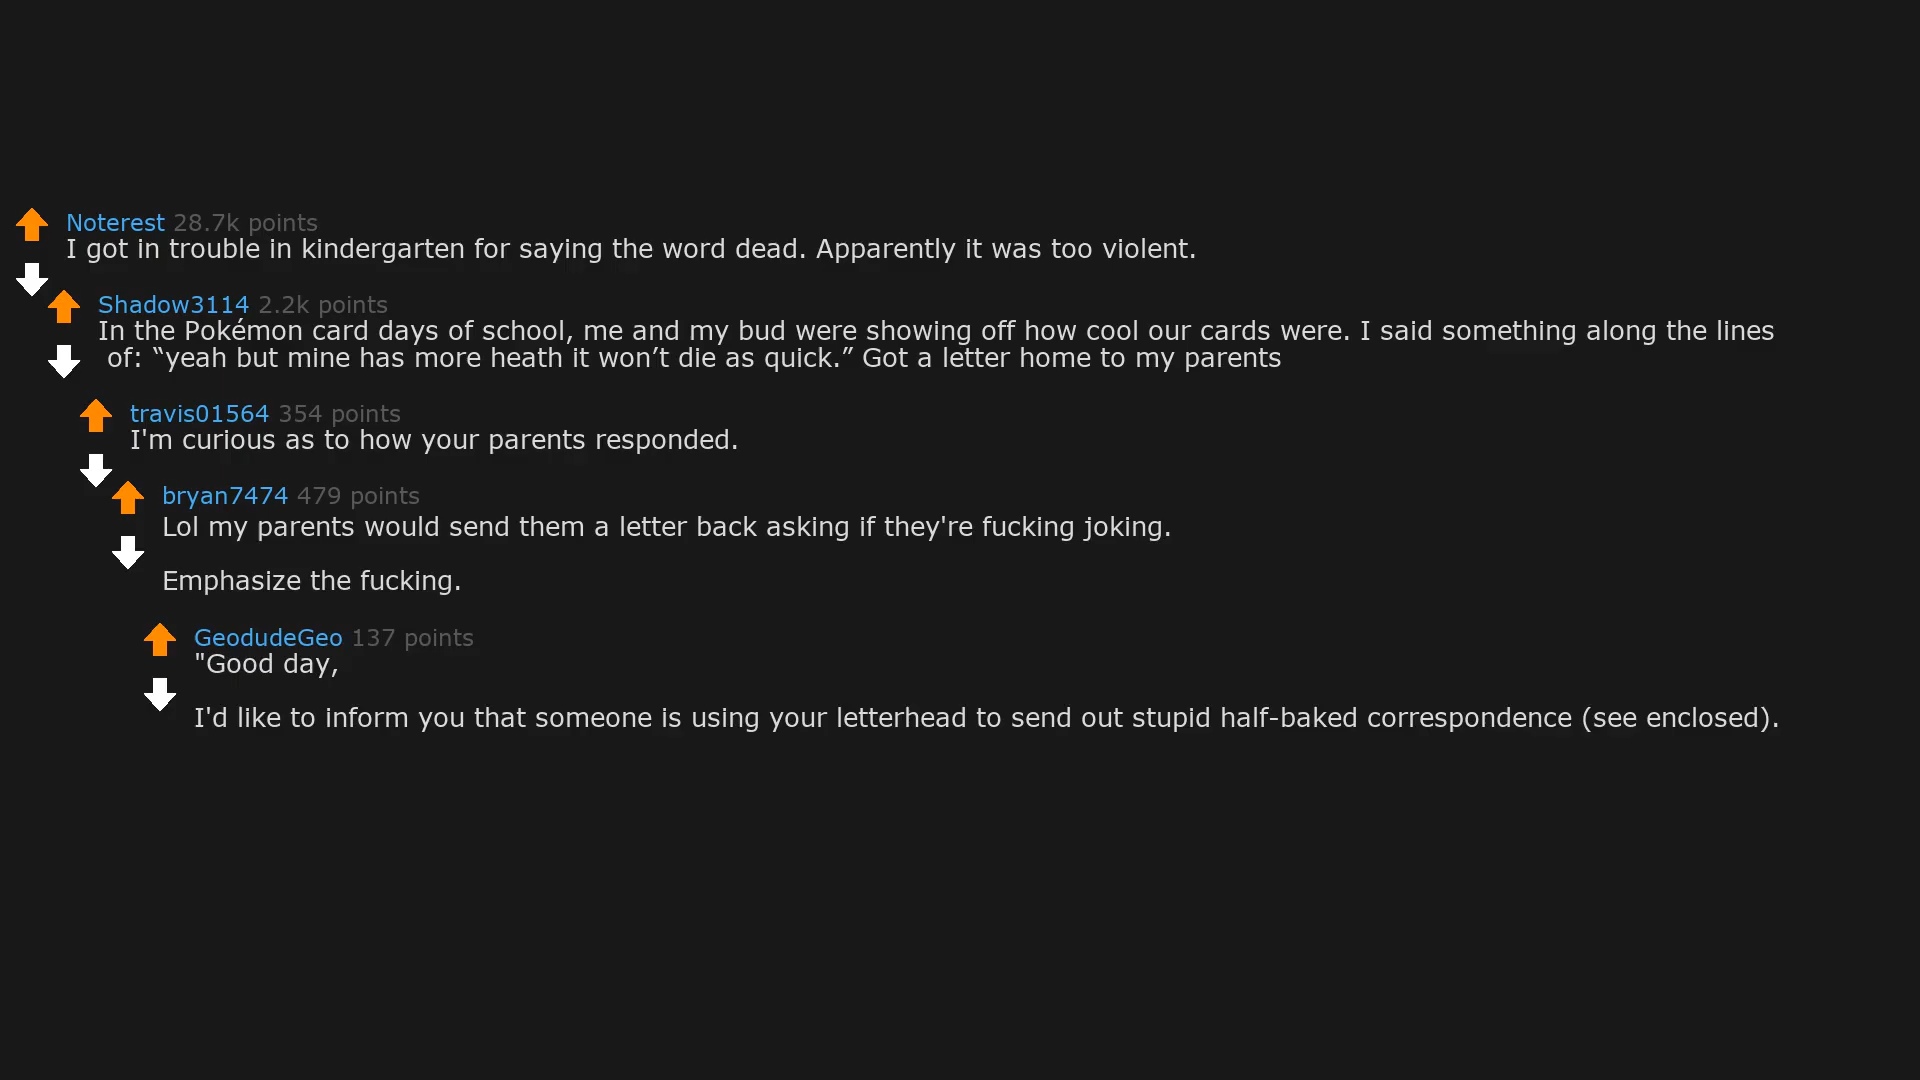 Noterest 28.7k points
I got in trouble in kindergarten for saying the word dead. Apparently it was too violent.
Shadow3114 2.2k points
In the Pokémon card days of school, me and my bud were showing off how cool our cards were. I said something along the lines
of: “yeah but mine has more heath it won’t die as quick.” Got a letter home to my parents
travis01564 354 points
I'm curious as to how your parents responded.
bryan7474 479 points
Lol my parents would send them a letter back asking if they're fucking joking.
Emphasize the fucking.
GeodudeGeo 137 points
"Good day,
I'd like to inform you that someone is using your letterhead to send out stupid half-baked correspondence (see enclosed).